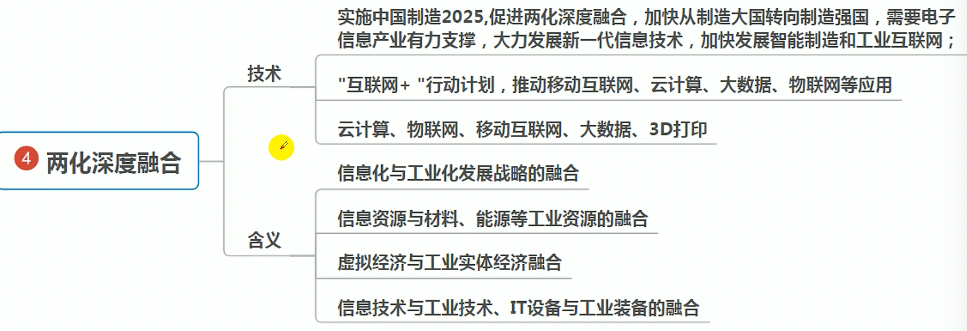 实施中国制造2025,促进两化深度融合，加快从制造大国转向制造强国，需要电子
信息产业有力支撑，大力发展新一代信息技术，加快发展智能制造和工业互联网；
技术
"互联网+ "行动计划，推动移动互联网、云计算、大数据、物联网等应用
云计算、物联网、移动互联网、大数据、3D打印
4 两化深度融合
信息化与工业化发展战略的融合
信息资源与材料、能源等工业资源的融合
含义
虚拟经济与工业实体经济融合
信息技术与工业技术、IT设备与工业装备的融合